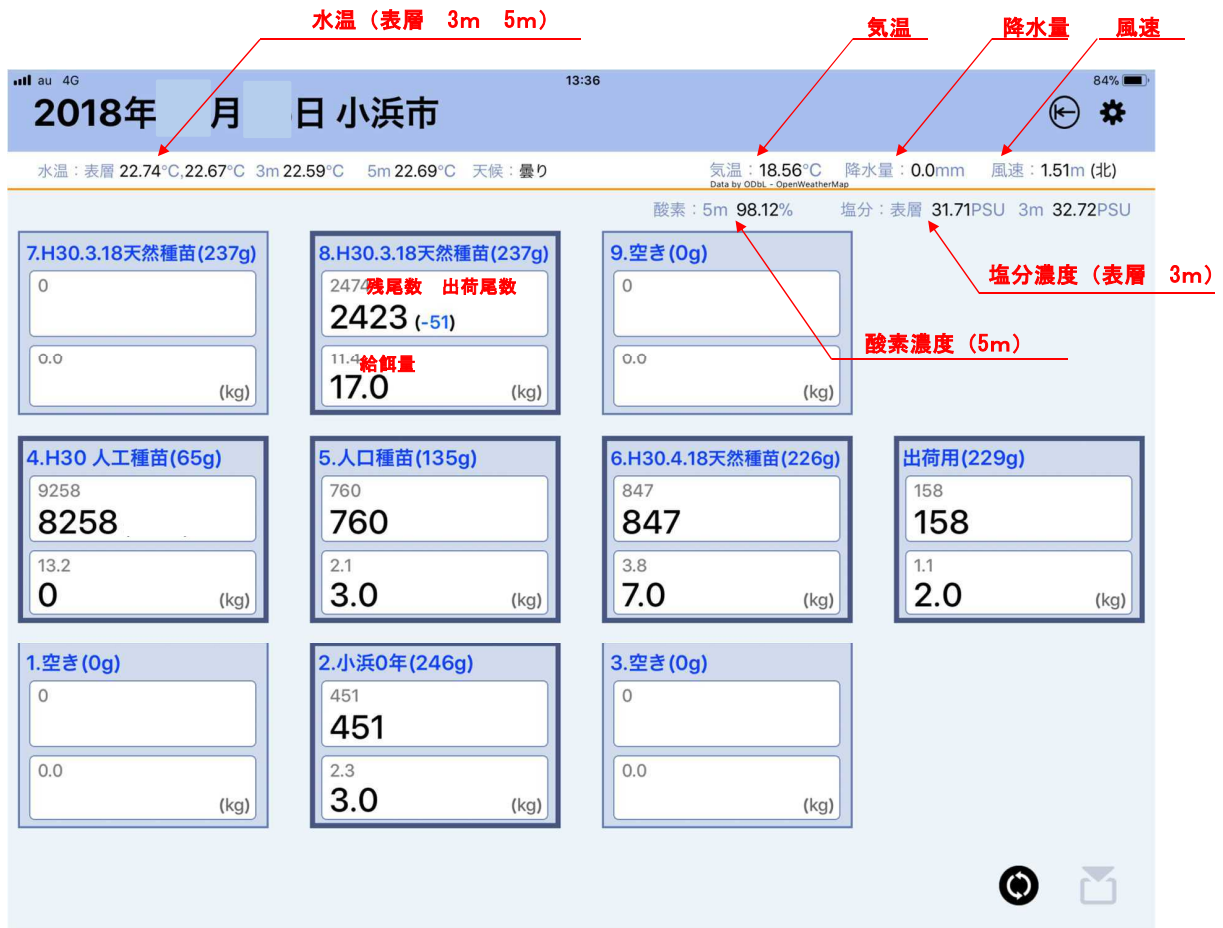 水温（表層　3m　5m）
気温　降水量　風速
au 4G 13:36 84%
2018年 月 日 小浜市
水温：表層 22.74℃,22.67℃ 3m 22.59℃ 5m 22.69℃ 天候：曇り 気温：18.56℃ 降水量：0.0mm 風速：1.51m (北)
Data by ODbL - OpenWeatherMap
酸素：5m 98.12% 塩分：表層 31.71PSU 3m 32.72PSU
塩分濃度（表層　3m）
酸素濃度（5m）
7.H30.3.18天然種苗(237g)
0
0.0
(kg)
8.H30.3.18天然種苗(237g)
2474
残尾数　出荷尾数
2423 (-51)
11.4
給餌量
17.0 (kg)
9.空き(0g)
0
0.0
(kg)
4.H30 人工種苗(65g)
9258
8258
13.2
0 (kg)
5.人口種苗(135g)
760
760
2.1
3.0 (kg)
6.H30.4.18天然種苗(226g)
847
847
3.8
7.0 (kg)
出荷用(229g)
158
158
1.1
2.0 (kg)
1.空き(0g)
0
0.0
(kg)
2.小浜0年(246g)
451
451
2.3
3.0 (kg)
3.空き(0g)
0
0.0
(kg)